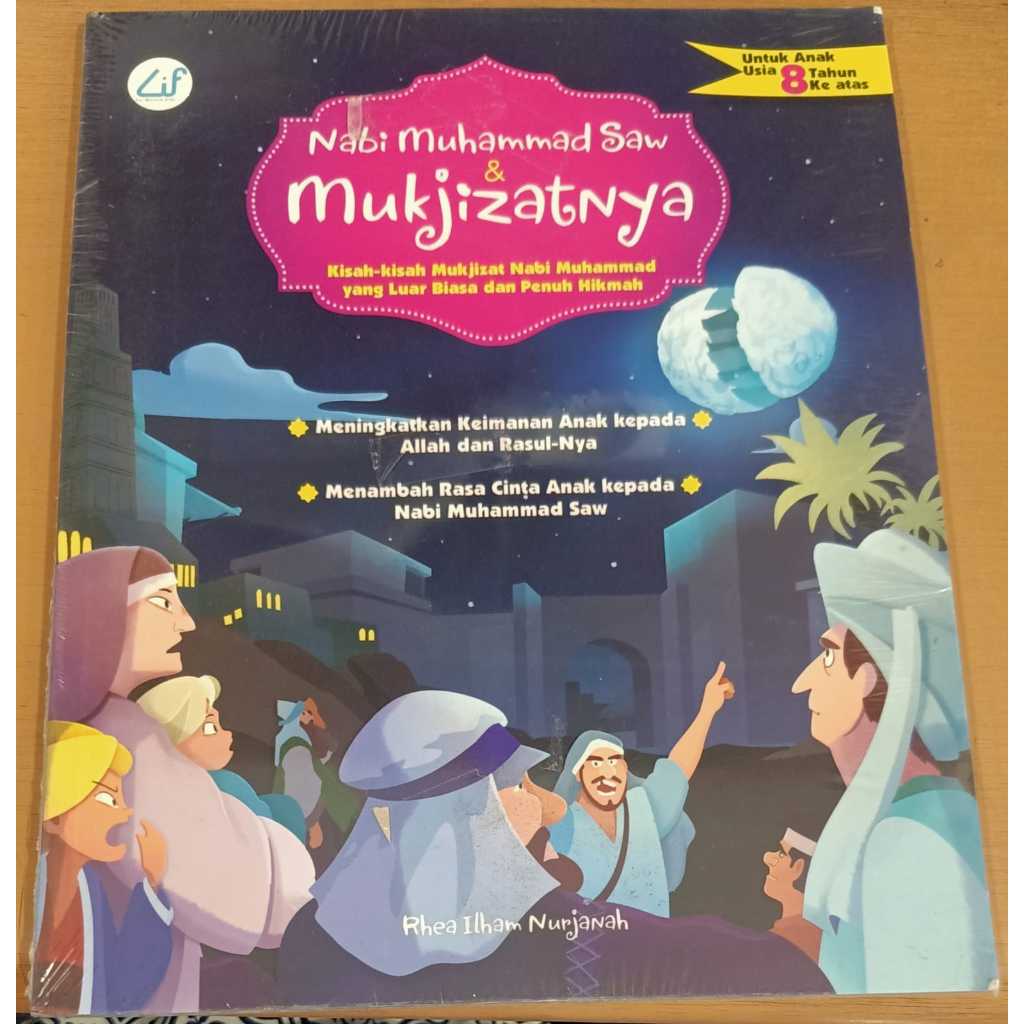 Lif
Untuk Anak
Usia 8 Tahun
Ke atas
Nabi Muhammad Saw
&
Mukjizatnya
Kisah-kisah Mukjizat Nabi Muhammad
yang Luar Biasa dan Penuh Hikmah
Meningkatkan Keimanan Anak kepada
Allah dan Rasul-Nya
Menambah Rasa Cinta Anak kepada
Nabi Muhammad Saw
Rhea Ilham Nurjanah